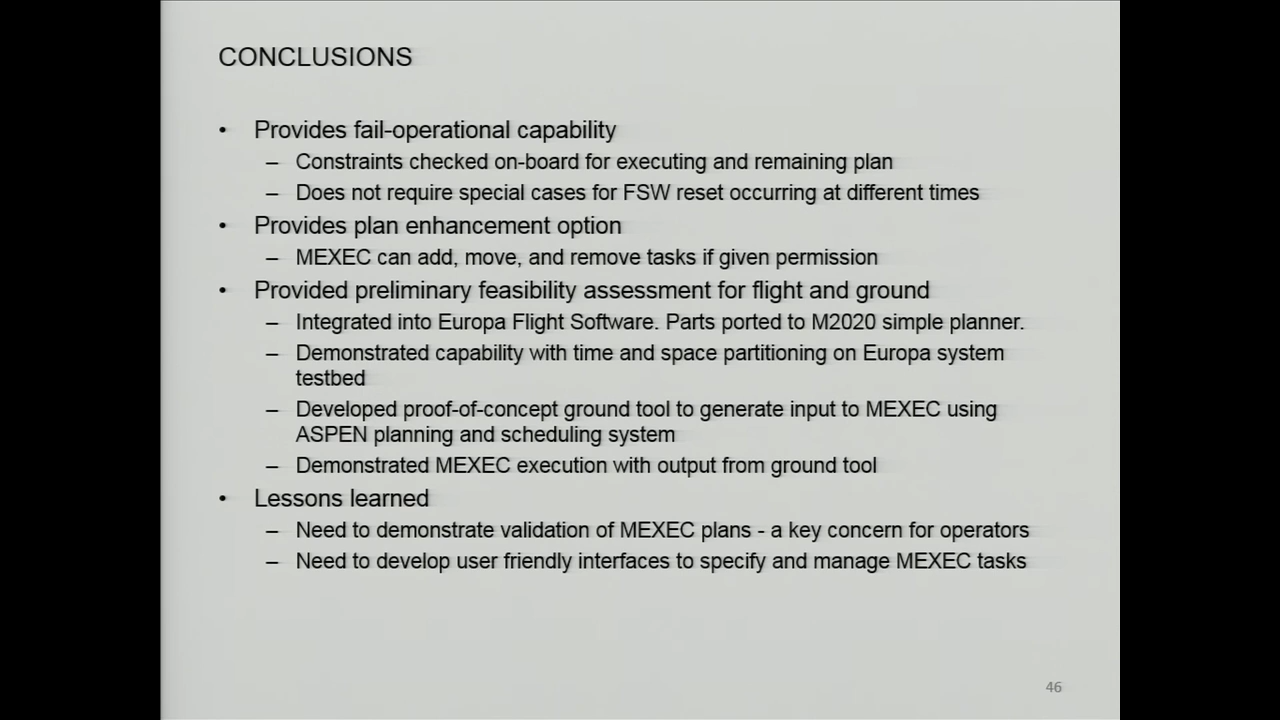 CONCLUSIONS
• Provides fail-operational capability
– Constraints checked on-board for executing and remaining plan
– Does not require special cases for FSW reset occurring at different times
• Provides plan enhancement option
– MEXEC can add, move, and remove tasks if given permission
• Provided preliminary feasibility assessment for flight and ground
– Integrated into Europa Flight Software. Parts ported to M2020 simple planner.
– Demonstrated capability with time and space partitioning on Europa system
testbed
– Developed proof-of-concept ground tool to generate input to MEXEC using
ASPEN planning and scheduling system
– Demonstrated MEXEC execution with output from ground tool
• Lessons learned
– Need to demonstrate validation of MEXEC plans - a key concern for operators
– Need to develop user friendly interfaces to specify and manage MEXEC tasks
46